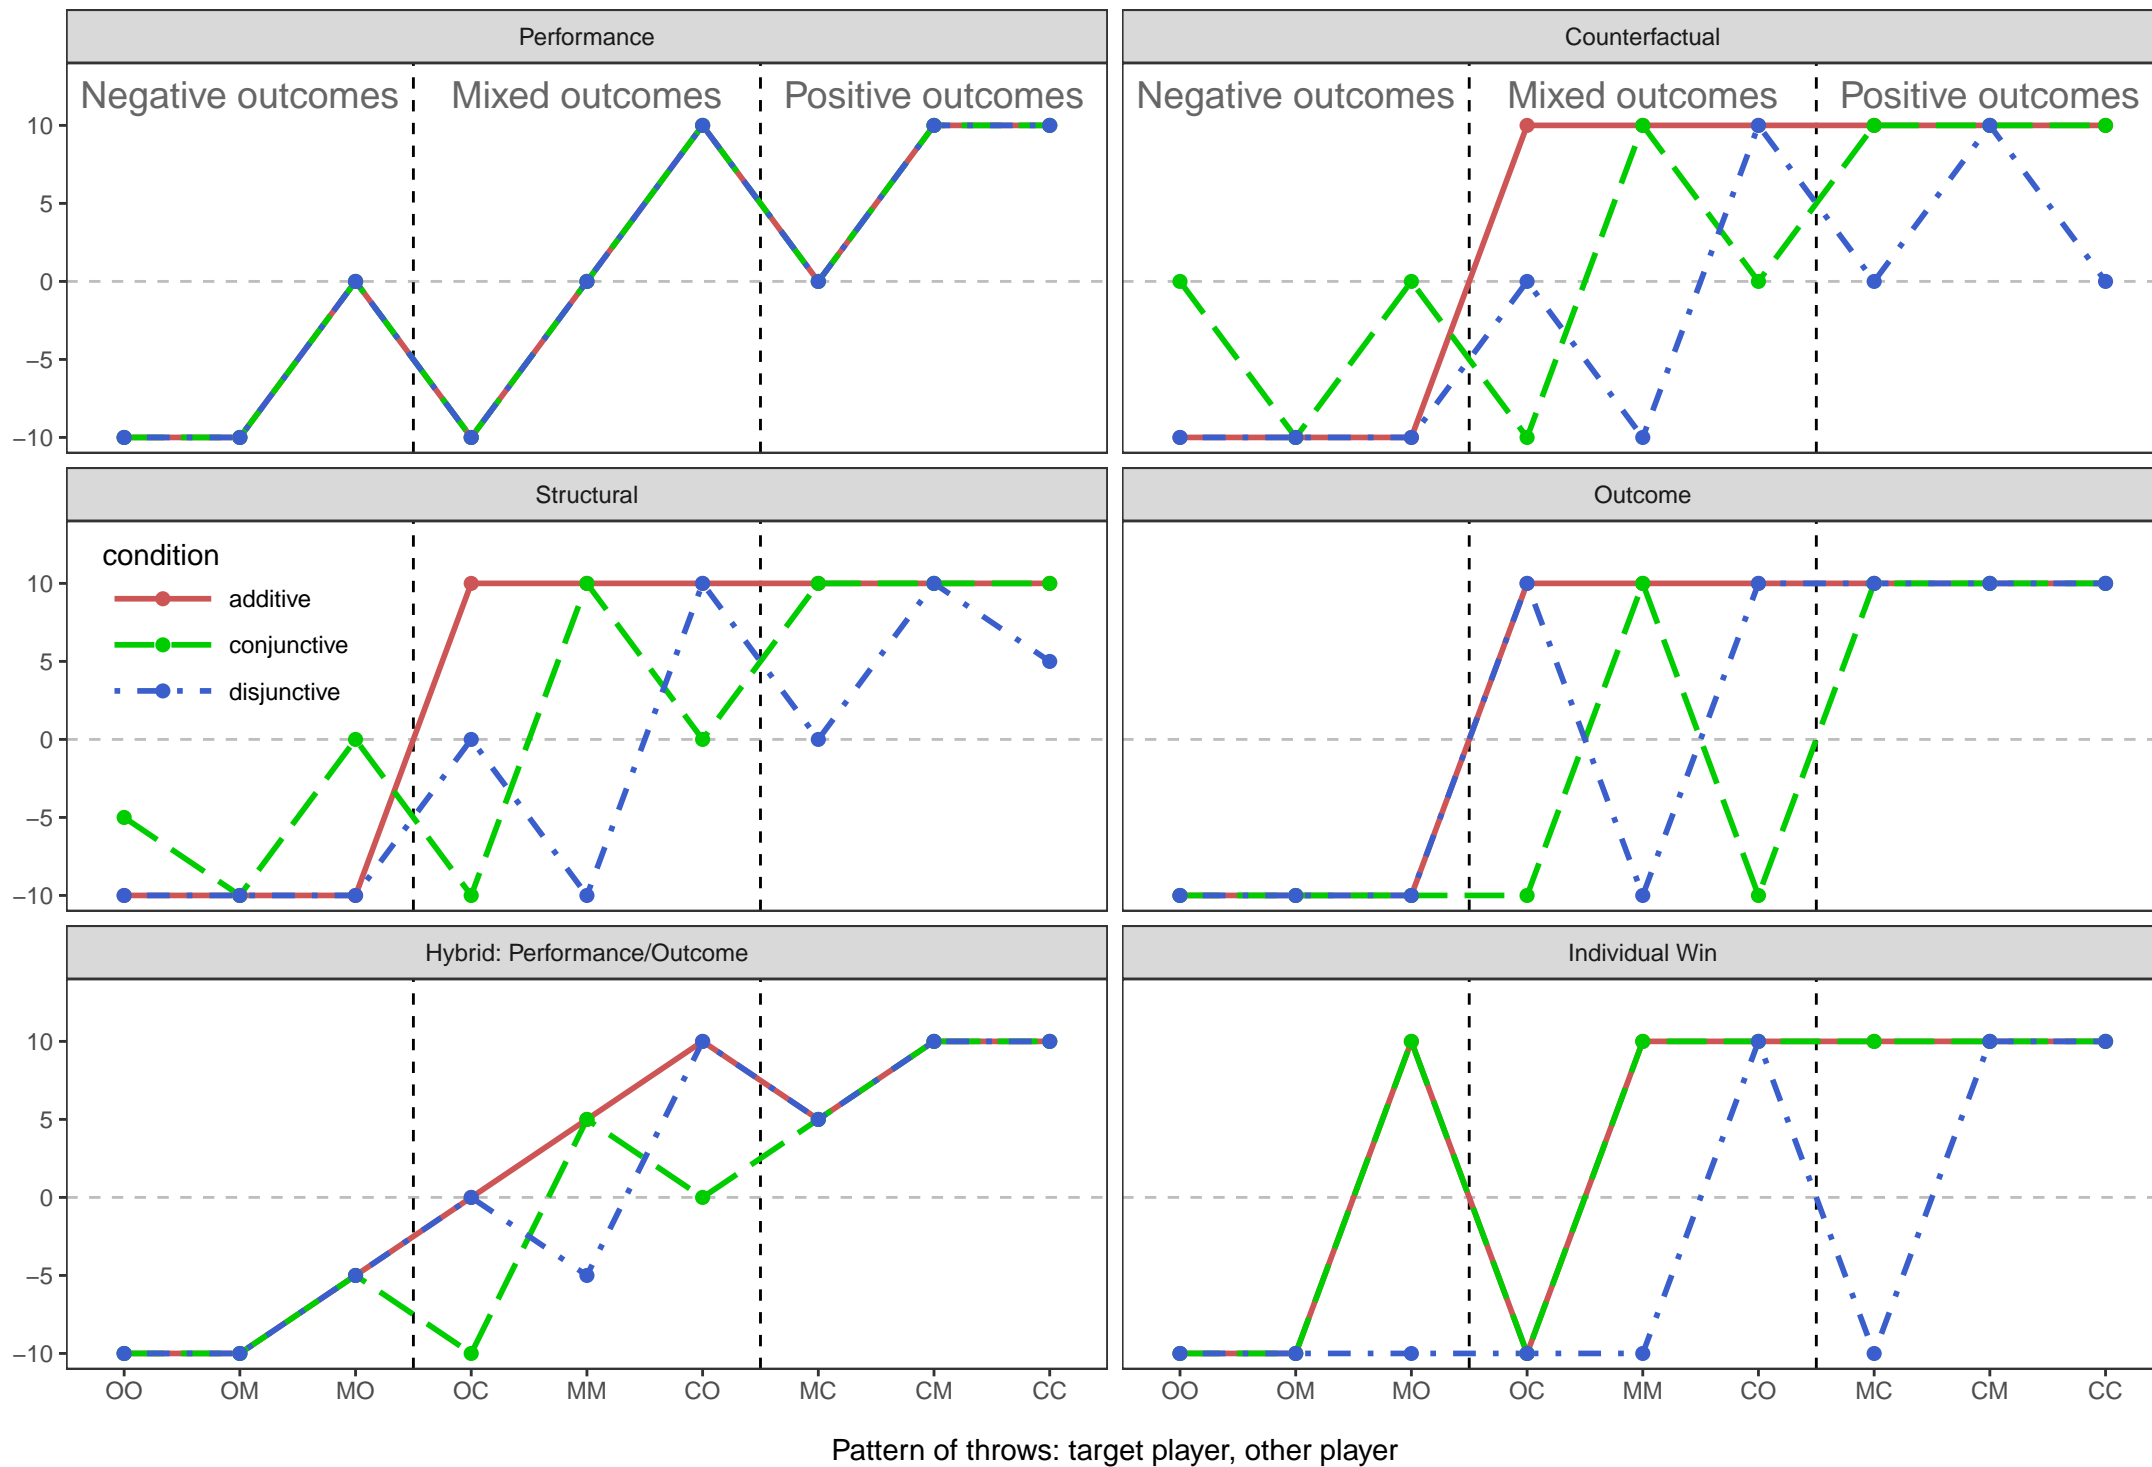 Performance
Counterfactual
Negative outcomes Mixed outcomes Positive outcomes
Negative outcomes Mixed outcomes Positive outcomes
10
5
0
−5
−10
Structural
Outcome
condition
additive
conjunctive
disjunctive
10
5
0
−5
−10
Hybrid: Performance/Outcome
Individual Win
10
5
0
−5
−10
OO OM MO OC MM CO MC CM CC
OO OM MO OC MM CO MC CM CC
Pattern of throws: target player, other player